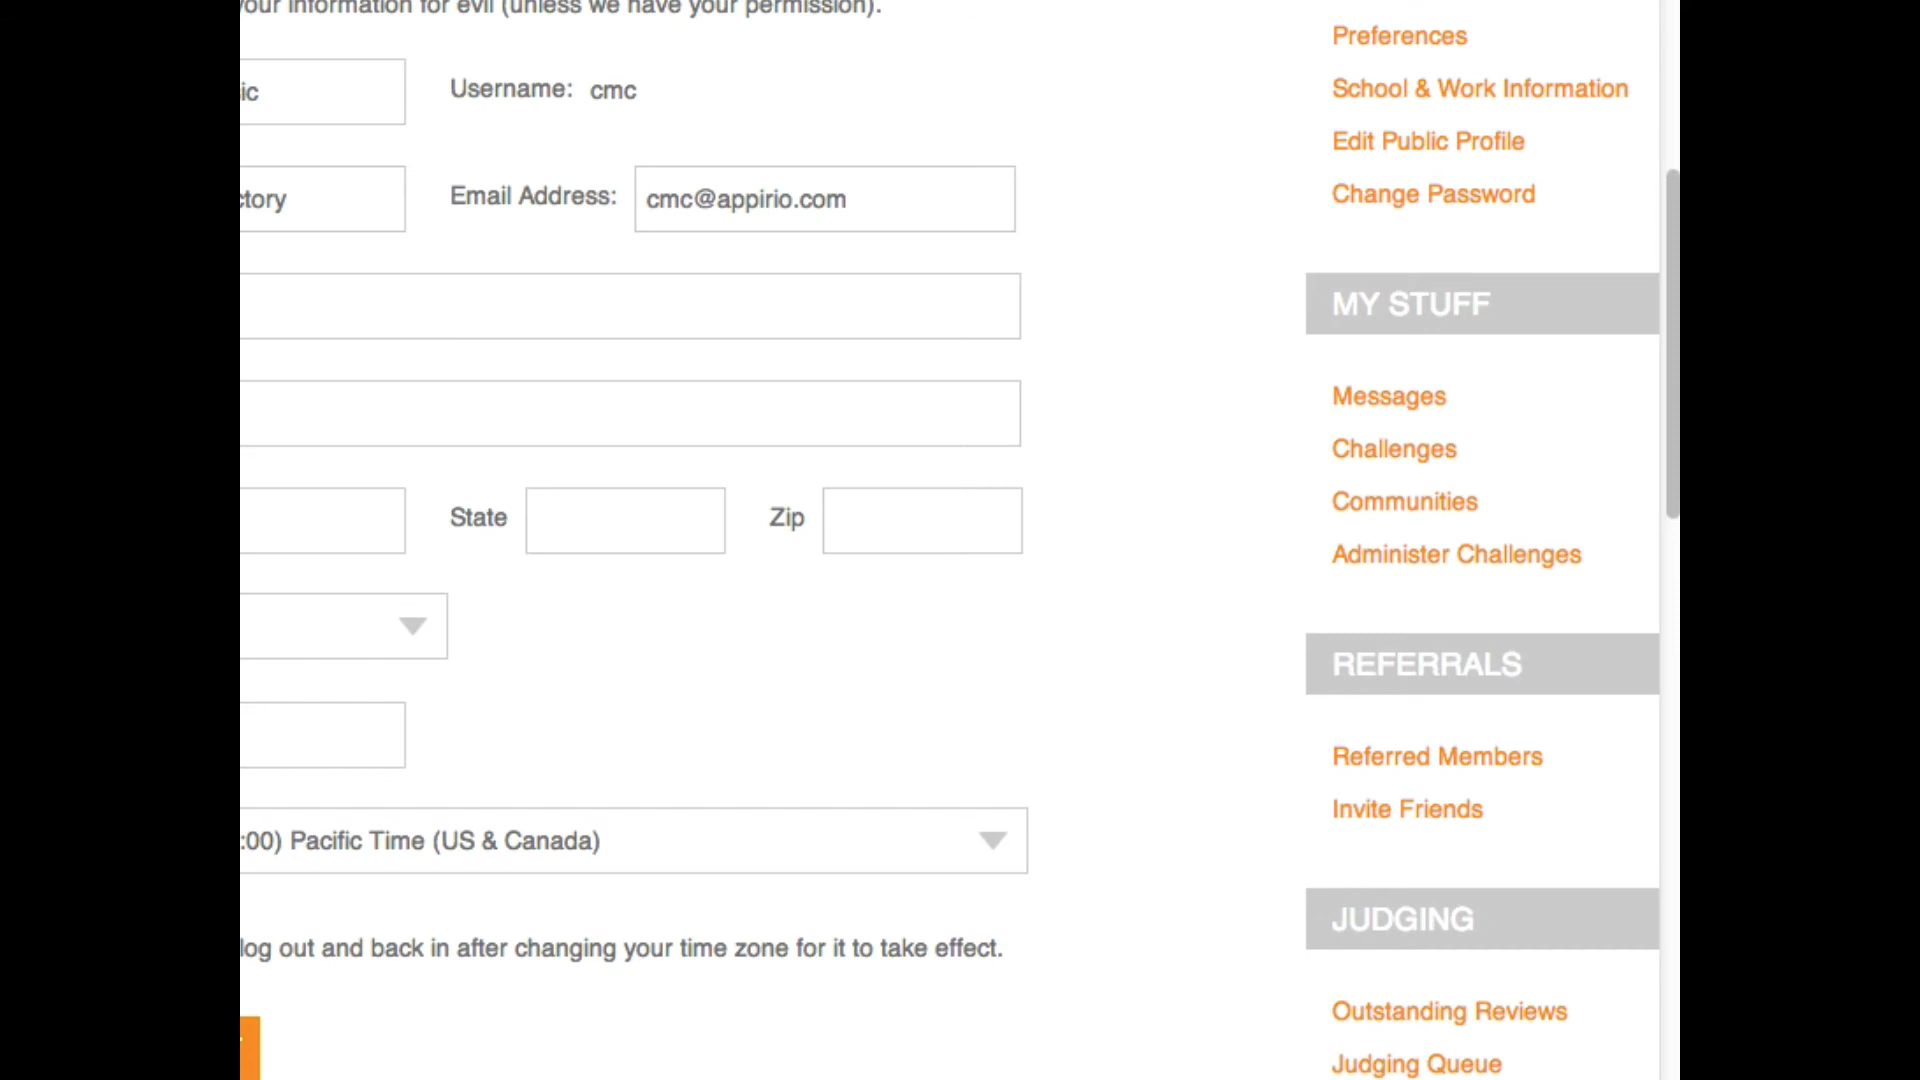 your information for evil (unless we have your permission).
ic
Username: cmc
ctory
Email Address: cmc@appirio.com
State
Zip
:00) Pacific Time (US & Canada)
log out and back in after changing your time zone for it to take effect.
Preferences
School & Work Information
Edit Public Profile
Change Password
MY STUFF
Messages
Challenges
Communities
Administer Challenges
REFERRALS
Referred Members
Invite Friends
JUDGING
Outstanding Reviews
Judging Queue